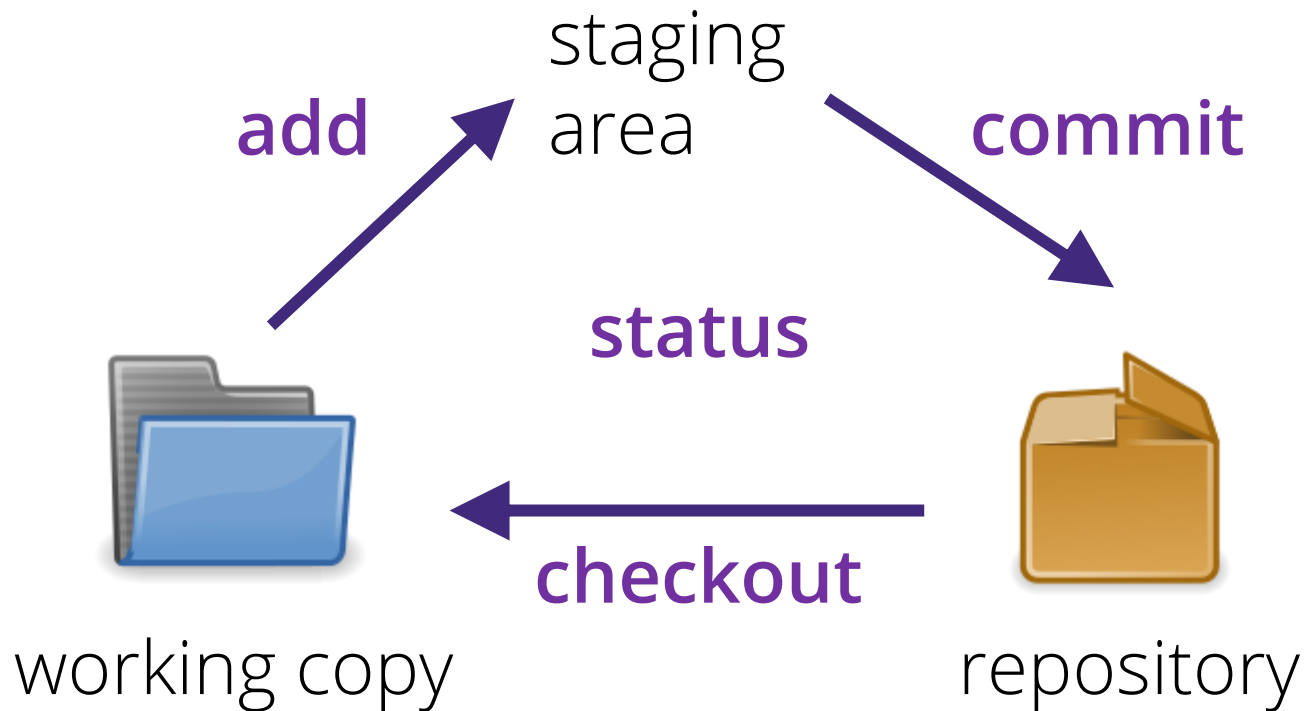 staging
area
add
commit
status
checkout
working copy
repository